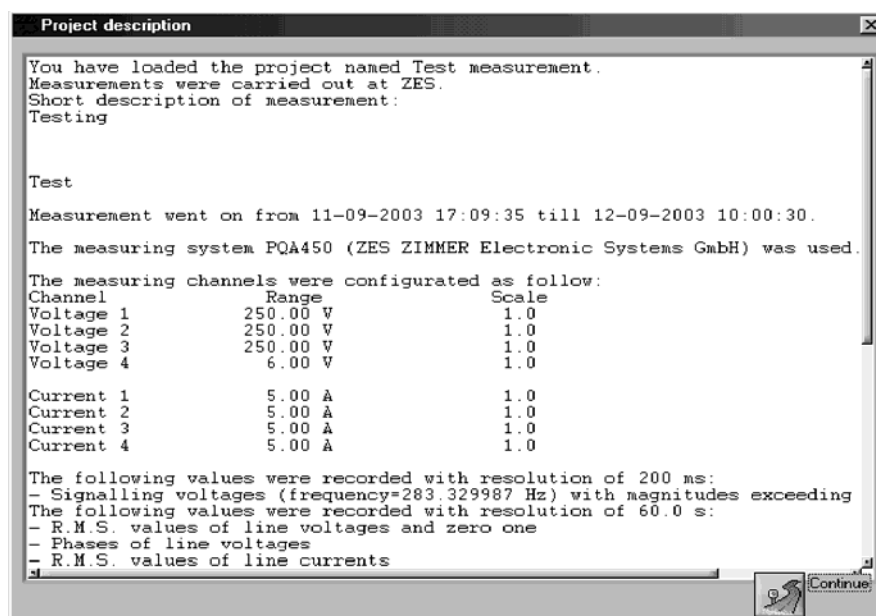 Project description
You have loaded the project named Test measurement.
Measurements were carried out at ZES.
Short description of measurement:
Testing
Test
Measurement went on from 11-09-2003 17:09:35 till 12-09-2003 10:00:30.
The measuring system PQA450 (ZES ZIMMER Electronic Systems GmbH) was used.
The measuring channels were configurated as follow:
Channel Range Scale
Voltage 1 250.00 V 1.0
Voltage 2 250.00 V 1.0
Voltage 3 250.00 V 1.0
Voltage 4 6.00 V 1.0
Current 1 5.00 A 1.0
Current 2 5.00 A 1.0
Current 3 5.00 A 1.0
Current 4 5.00 A 1.0
The following values were recorded with resolution of 200 ms:
- Signalling voltages (frequency=283.329987 Hz) with magnitudes exceeding
The following values were recorded with resolution of 60.0 s:
- R.M.S. values of line voltages and zero one
- Phases of line voltages
- R.M.S. values of line currents
Continue